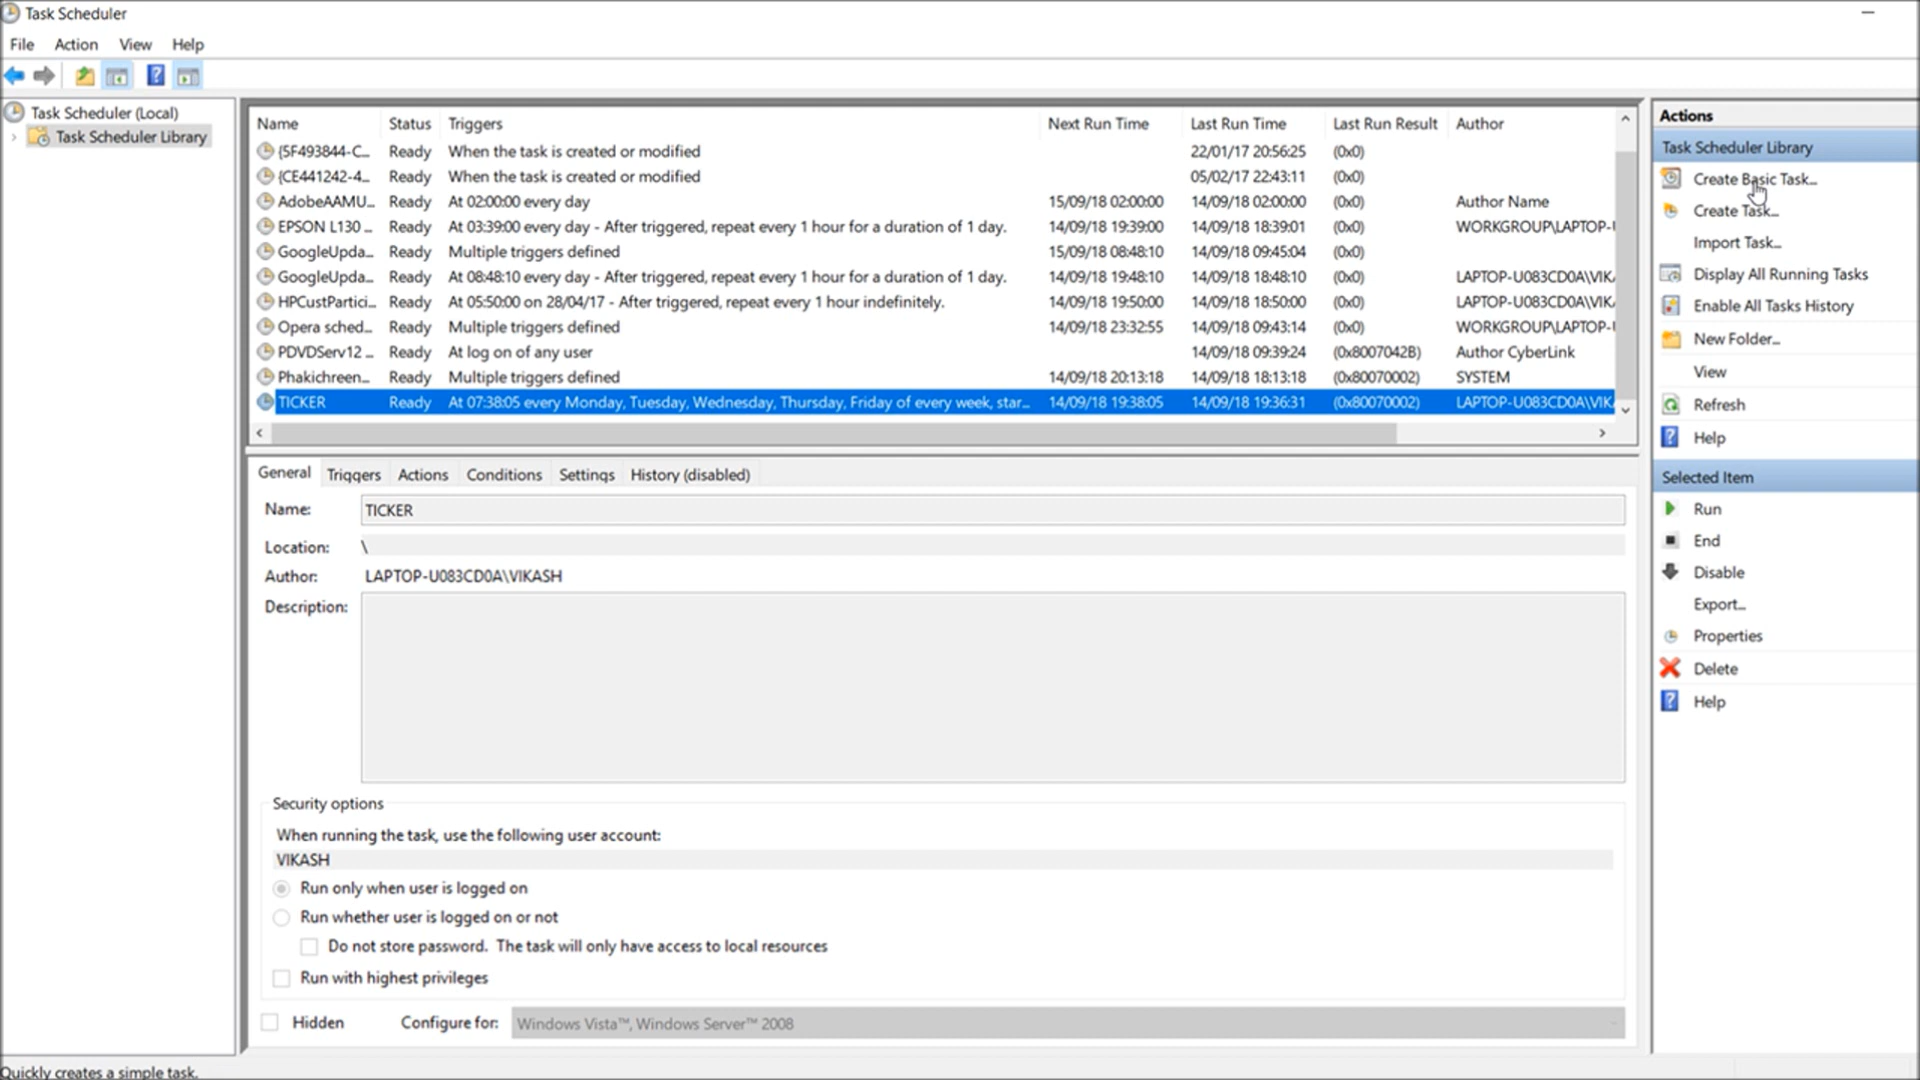 Task Scheduler
File Action View Help
Task Scheduler (Local)
Task Scheduler Library
Name Status Triggers Next Run Time Last Run Time Last Run Result Author
{5F493844-C... Ready When the task is created or modified 22/01/17 20:56:25 (0x0)
{CE441242-4... Ready When the task is created or modified 05/02/17 22:43:11 (0x0)
AdobeAAMU... Ready At 02:00:00 every day 15/09/18 02:00:00 14/09/18 02:00:00 (0x0) Author Name
EPSON L130 ... Ready At 03:39:00 every day - After triggered, repeat every 1 hour for a duration of 1 day. 14/09/18 19:39:00 14/09/18 18:39:01 (0x0) WORKGROUP\LAPTOP-U
GoogleUpda... Ready Multiple triggers defined 15/09/18 08:48:10 14/09/18 09:45:04 (0x0)
GoogleUpda... Ready At 08:48:10 every day - After triggered, repeat every 1 hour for a duration of 1 day. 14/09/18 19:48:10 14/09/18 18:48:10 (0x0) LAPTOP-U083CD0A\VIKA
HPCustPartici... Ready At 05:50:00 on 28/04/17 - After triggered, repeat every 1 hour indefinitely. 14/09/18 19:50:00 14/09/18 18:50:00 (0x0) LAPTOP-U083CD0A\VIKA
Opera sched... Ready Multiple triggers defined 14/09/18 23:32:55 14/09/18 09:43:14 (0x0) WORKGROUP\LAPTOP-U
PDVDServ12 ... Ready At log on of any user 14/09/18 09:39:24 (0x8007042B) Author CyberLink
Phakichreen... Ready Multiple triggers defined 14/09/18 20:13:18 14/09/18 18:13:18 (0x80070002) SYSTEM
TICKER Ready At 07:38:05 every Monday, Tuesday, Wednesday, Thursday, Friday of every week, star... 14/09/18 19:38:05 14/09/18 19:36:31 (0x80070002) LAPTOP-U083CD0A\VIKA
General Triggers Actions Conditions Settings History (disabled)
Name: TICKER
Location: \
Author: LAPTOP-U083CD0A\VIKASH
Description:
Security options
When running the task, use the following user account:
VIKASH
Run only when user is logged on
Run whether user is logged on or not
Do not store password. The task will only have access to local resources
Run with highest privileges
Hidden Configure for: Windows Vista™, Windows Server™ 2008
Actions
Task Scheduler Library
Create Basic Task...
Create Task...
Import Task...
Display All Running Tasks
Enable All Tasks History
New Folder...
View
Refresh
Help
Selected Item
Run
End
Disable
Export...
Properties
Delete
Help
Quickly creates a simple task.